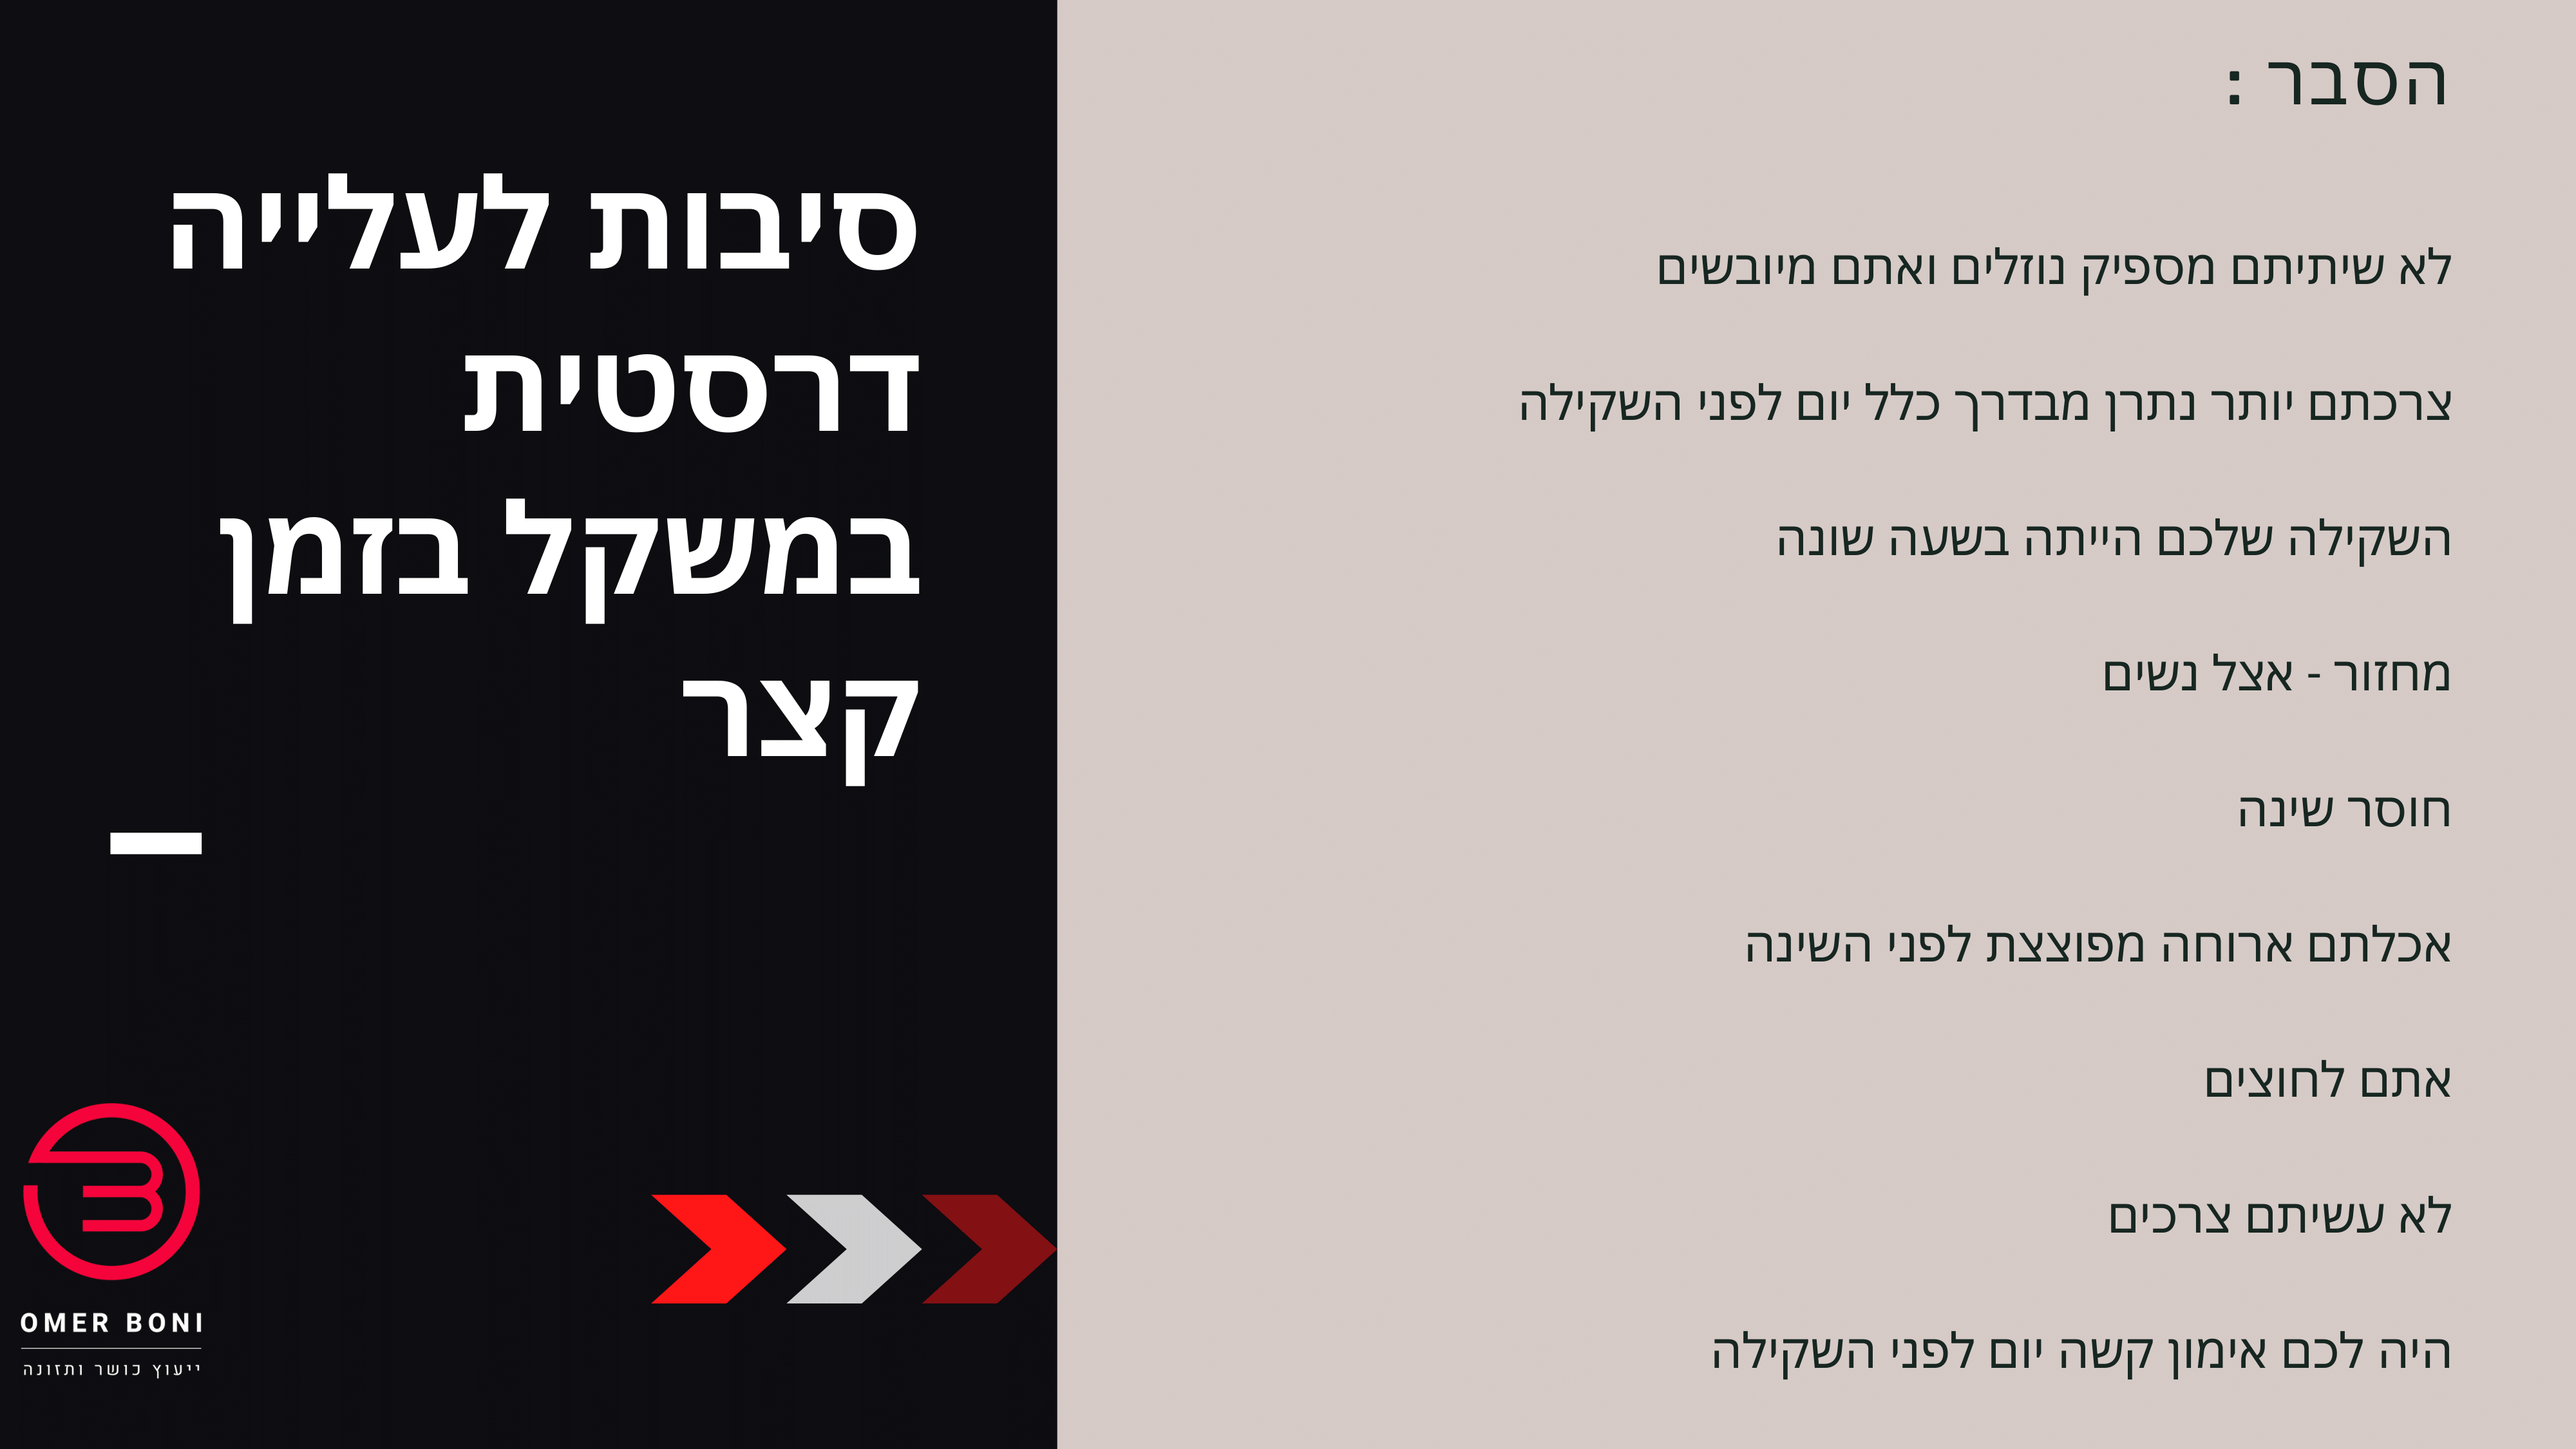 סיבות לעלייה
דרסטית
במשקל בזמן
קצר
OMER BONI
ייעוץ כושר ותזונה
הסבר :
לא שיתיתם מספיק נוזלים ואתם מיובשים
צרכתם יותר נתרן מבדרך כלל יום לפני השקילה
השקילה שלכם הייתה בשעה שונה
מחזור - אצל נשים
חוסר שינה
אכלתם ארוחה מפוצצת לפני השינה
אתם לחוצים
לא עשיתם צרכים
היה לכם אימון קשה יום לפני השקילה